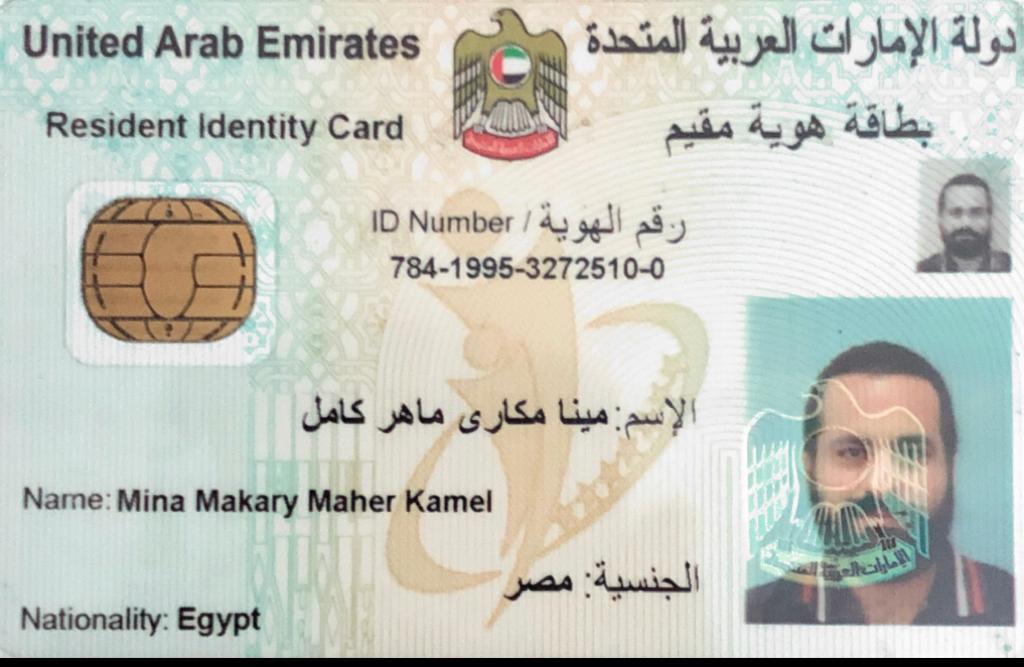 United Arab Emirates دولة الإمارات العربية المتحدة
Resident Identity Card بطاقة هوية مقيم
ID Number / رقم الهوية
784-1995-3272510-0
الإسم: مينا مكارى ماهر كامل
Name: Mina Makary Maher Kamel
الجنسية: مصر
Nationality: Egypt